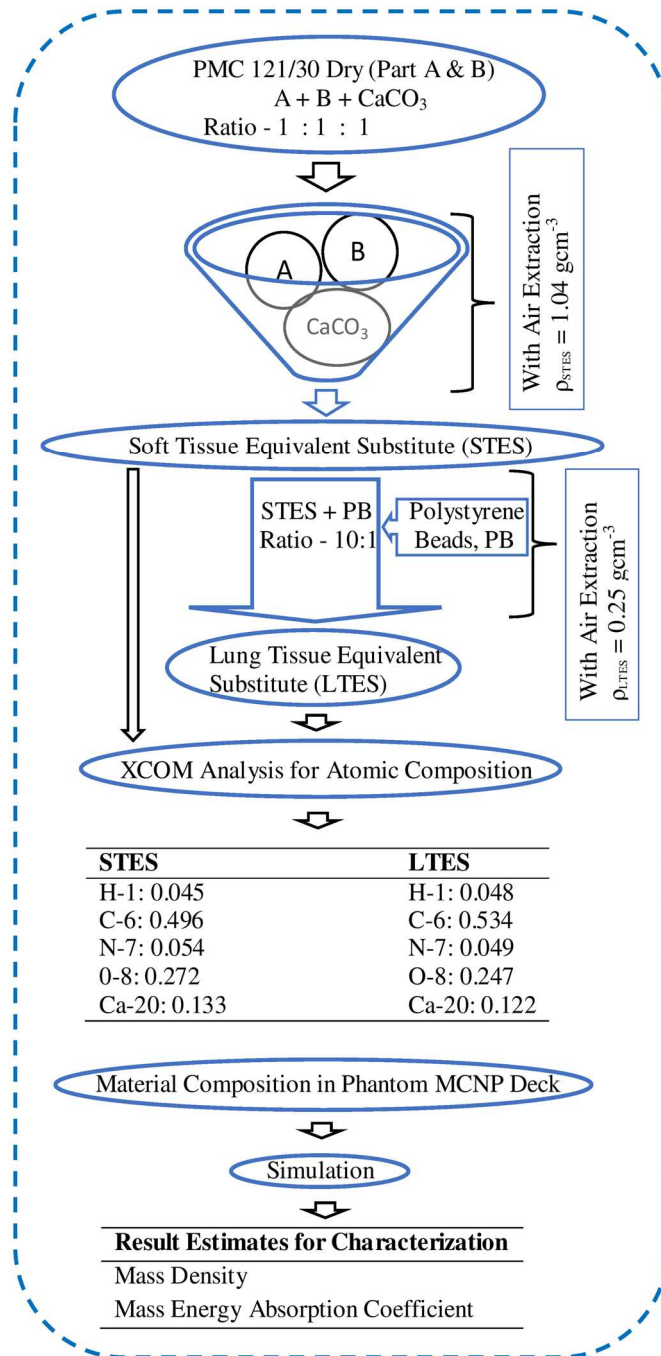 PMC 121/30 Dry (Part A & B)
A + B + CaCO₃
Ratio - 1 : 1 : 1
A
B
CaCO₃
With Air Extraction
ρSTES = 1.04 gcm⁻³
Soft Tissue Equivalent Substitute (STES)
STES + PB
Ratio - 10:1
Polystyrene
Beads, PB
With Air Extraction
ρLTES = 0.25 gcm⁻³
Lung Tissue Equivalent
Substitute (LTES)
XCOM Analysis for Atomic Composition
STES LTES
H-1: 0.045 H-1: 0.048
C-6: 0.496 C-6: 0.534
N-7: 0.054 N-7: 0.049
0-8: 0.272 O-8: 0.247
Ca-20: 0.133 Ca-20: 0.122
Material Composition in Phantom MCNP Deck
Simulation
Result Estimates for Characterization
Mass Density
Mass Energy Absorption Coefficient